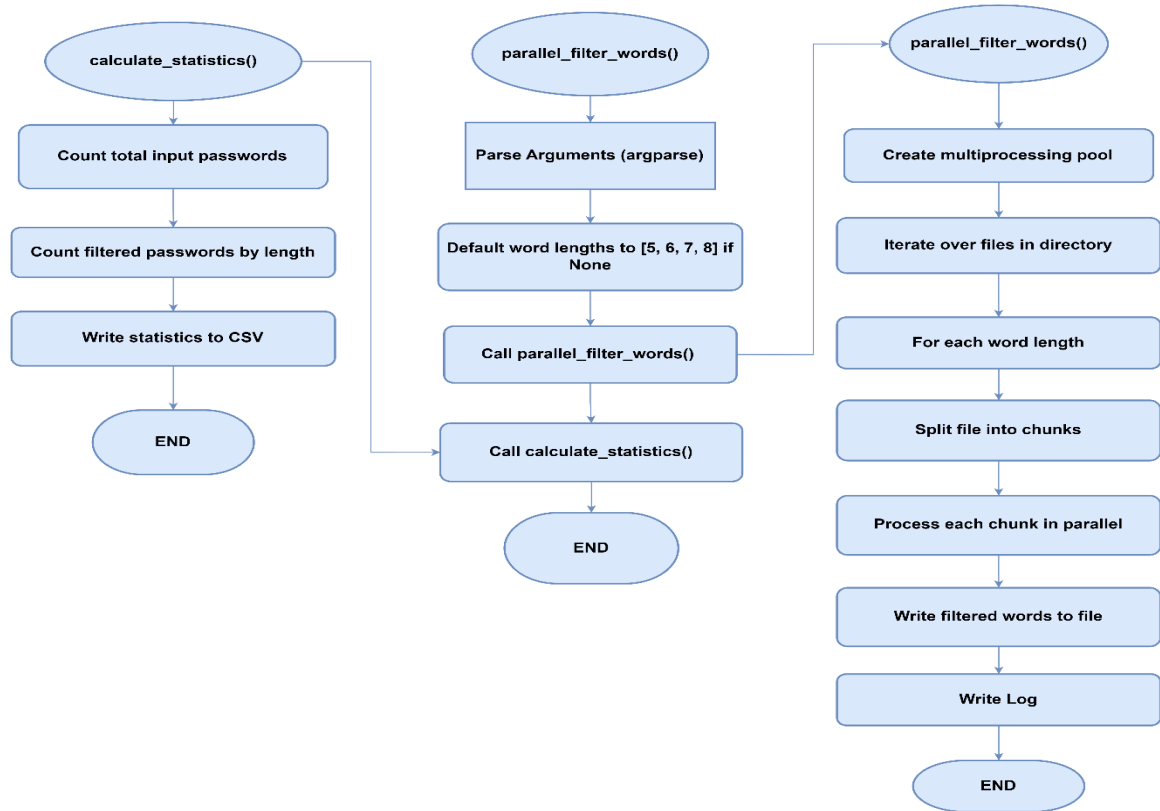 calculate_statistics()
Count total input passwords
Count filtered passwords by length
Write statistics to CSV
END
parallel_filter_words()
Parse Arguments (argparse)
Default word lengths to [5, 6, 7, 8] if
None
Call parallel_filter_words()
Call calculate_statistics()
END
parallel_filter_words()
Create multiprocessing pool
Iterate over files in directory
For each word length
Split file into chunks
Process each chunk in parallel
Write filtered words to file
Write Log
END